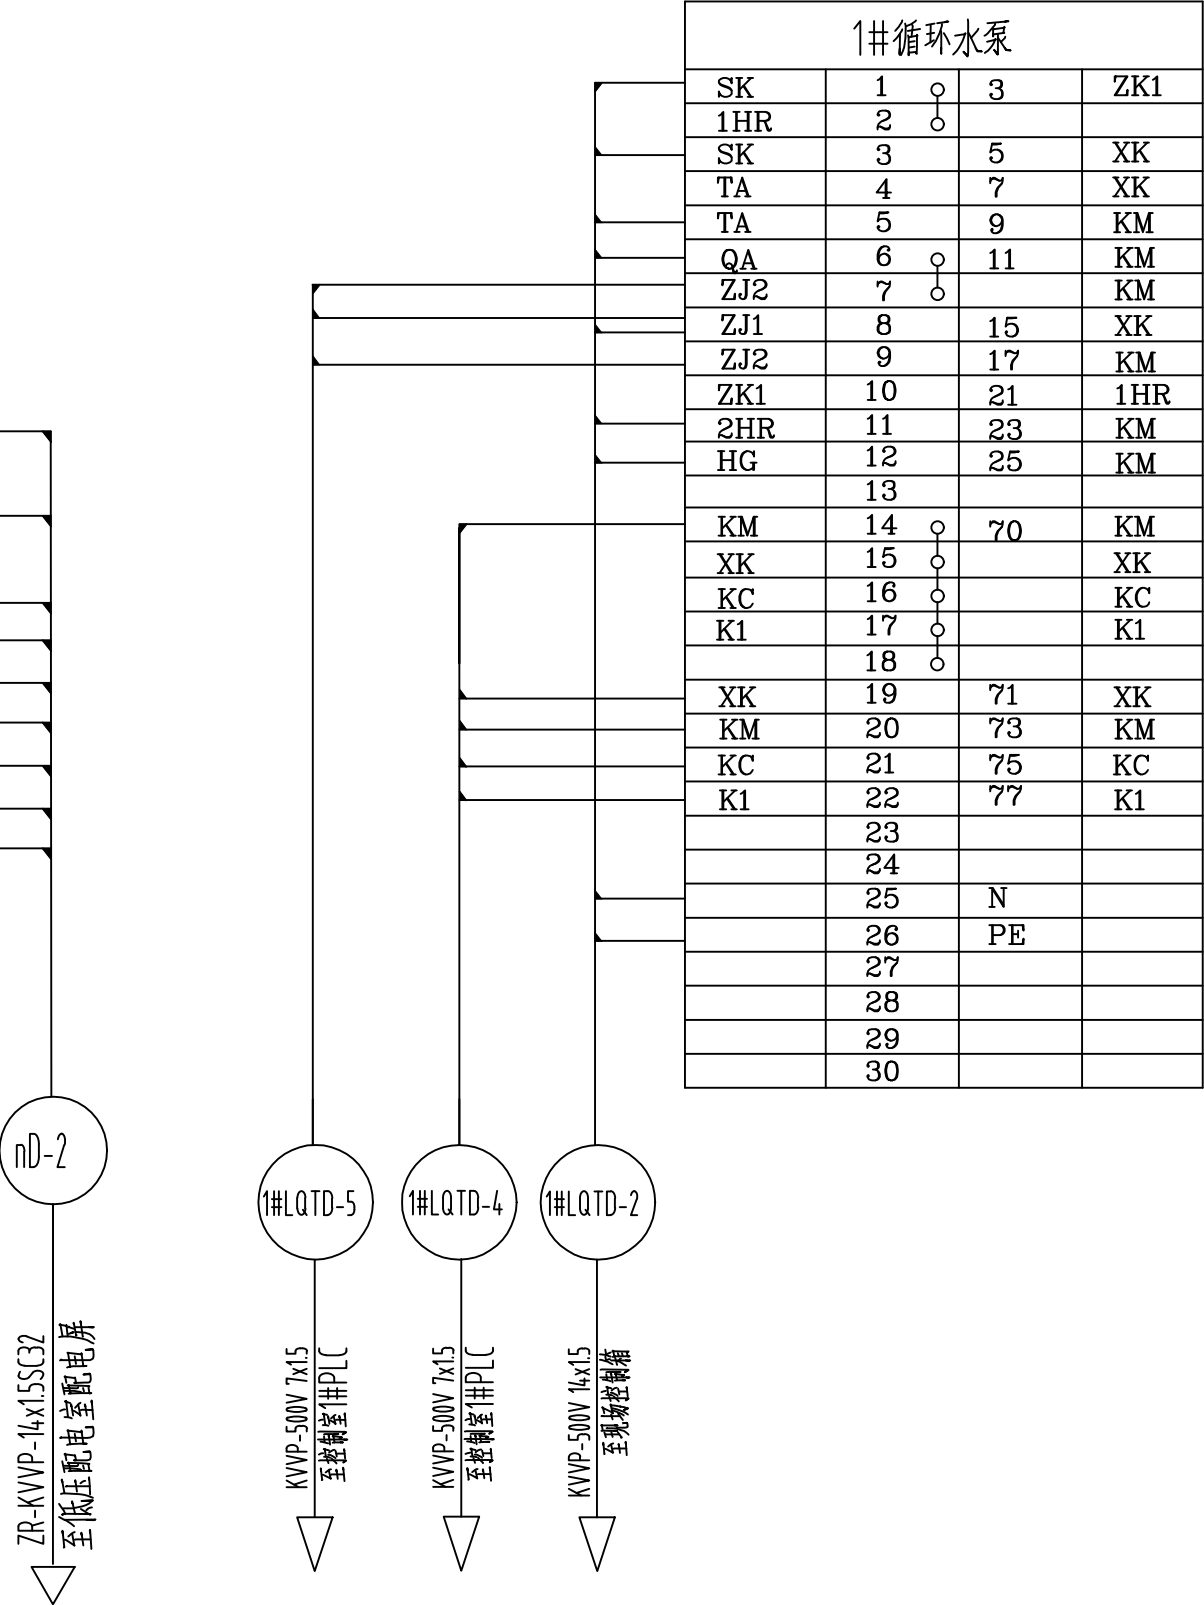 1#循环水泵
SK 1 3 ZK1
1HR 2
SK 3 5 XK
TA 4 7 XK
TA 5 9 KM
QA 6 11 KM
ZJ2 7 KM
ZJ1 8 15 XK
ZJ2 9 17 KM
ZK1 10 21 1HR
2HR 11 23 KM
HG 12 25 KM
13
KM 14 70 KM
XK 15 XK
KC 16 KC
K1 17 K1
18
XK 19 71 XK
KM 20 73 KM
KC 21 75 KC
K1 22 77 K1
23
24
25 N
26 PE
27
28
29
30
nD-2
1#LQTD-5
1#LQTD-4
1#LQTD-2
ZR-KVVP-14x1.5SC32
至低压配电室配电屏
KVVP-500V 7x1.5
至控制室1#PLC
KVVP-500V 7x1.5
至控制室1#PLC
KVVP-500V 14x1.5
至现场控制箱